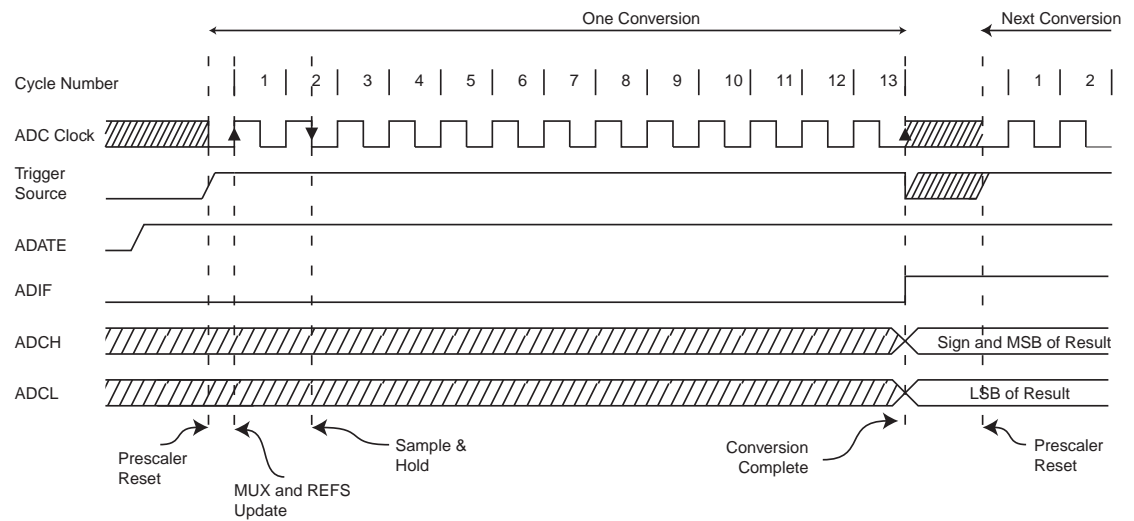 One Conversion
Next Conversion
Cycle Number
1 2 3 4 5 6 7 8 9 10 11 12 13 1 2
ADC Clock
Trigger
Source
ADATE
ADIF
ADCH
Sign and MSB of Result
ADCL
LSB of Result
Prescaler
Reset
MUX and REFS
Update
Sample &
Hold
Conversion
Complete
Prescaler
Reset